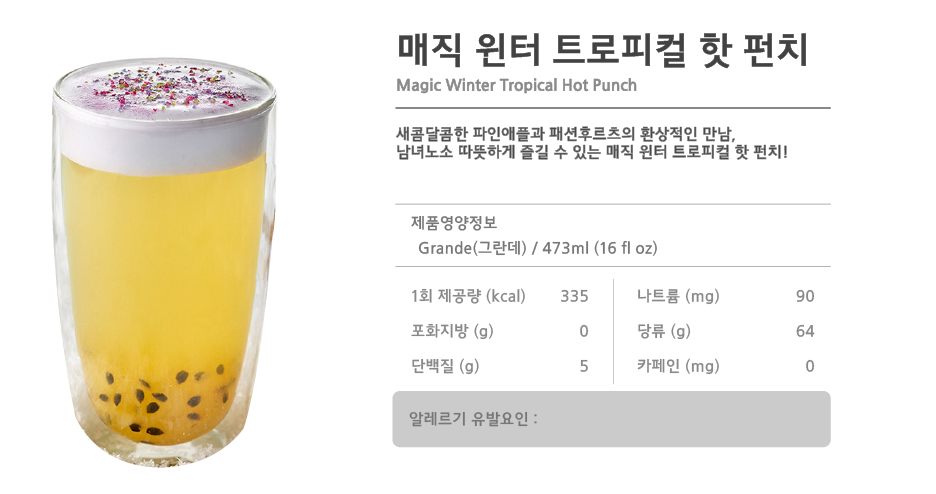 매직 윈터 트로피컬 핫 펀치
Magic Winter Tropical Hot Punch
새콤달콤한 파인애플과 패션후르츠의 환상적인 만남,
남녀노소 따뜻하게 즐길 수 있는 매직 윈터 트로피컬 핫 펀치!
제품영양정보
Grande(그란데) / 473ml (16 fl oz)
1회 제공량 (kcal) 335
포화지방 (g) 0
단백질 (g) 5
나트륨 (mg) 90
당류 (g) 64
카페인 (mg) 0
알레르기 유발요인 :